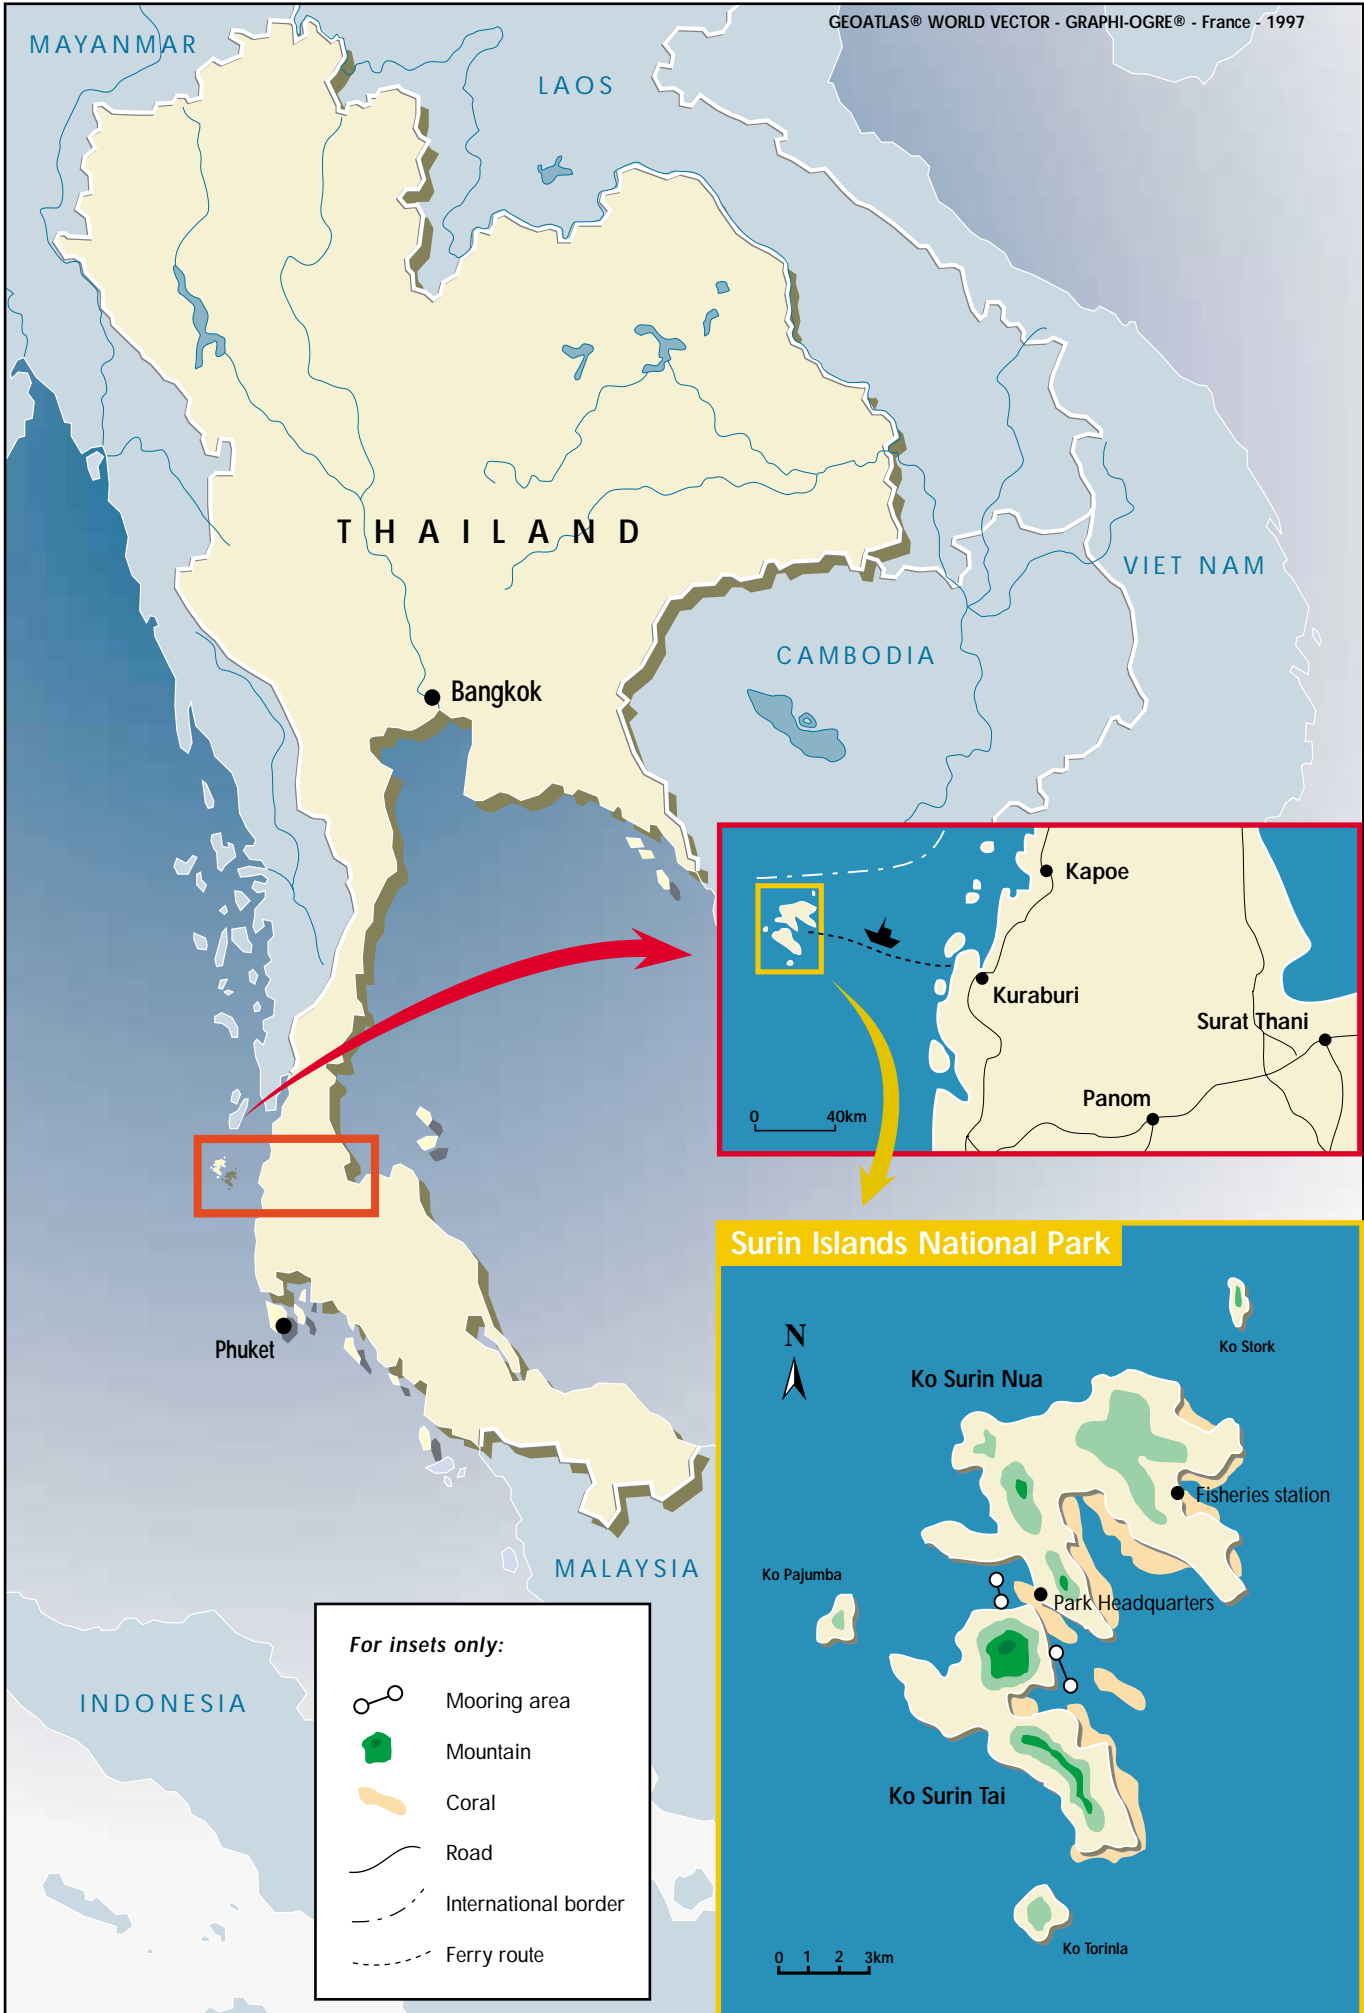 GEOATLAS® WORLD VECTOR - GRAPHI-OGRE® - France - 1997
MAYANMAR
LAOS
THAILAND
VIET NAM
CAMBODIA
Bangkok
Kapoe
Kuraburi
Surat Thani
Panom
0 40km
Surin Islands National Park
Phuket
N
Ko Stork
Ko Surin Nua
Fisheries station
MALAYSIA
Ko Pajumba
Park Headquarters
INDONESIA
For insets only:
Mooring area
Mountain
Coral
Road
International border
Ferry route
Ko Surin Tai
Ko Torinla
0 1 2 3km